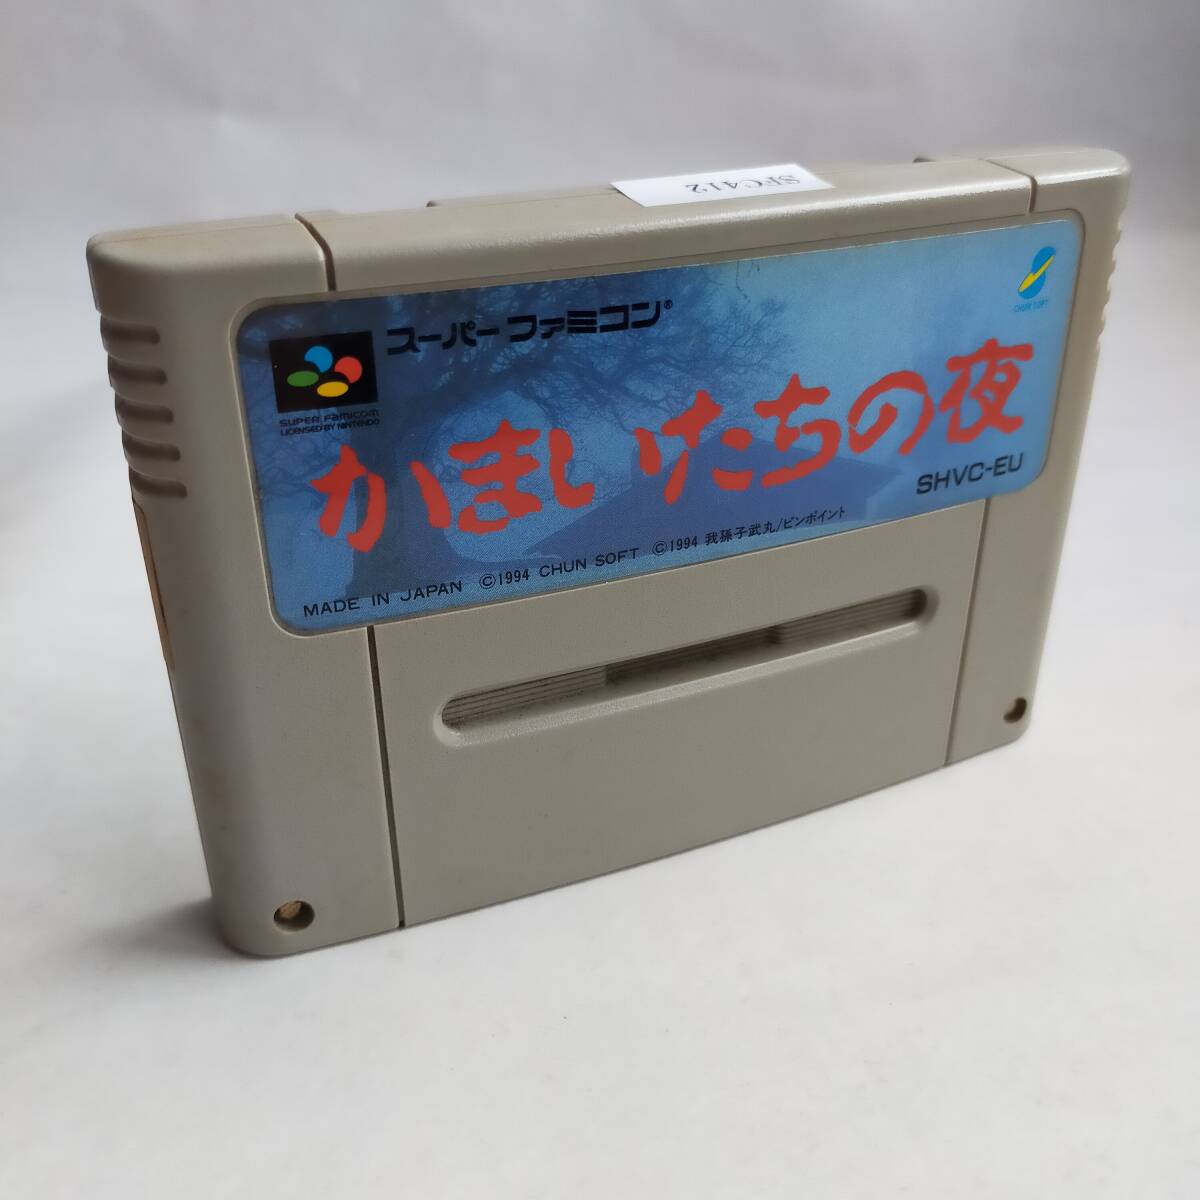 SFC412
スーパーファミコン®
CHUN SOFT
SUPER FAMICOM
LICENSED BY NINTENDO
かまいたちの夜
SHVC-EU
MADE IN JAPAN ©1994 CHUN SOFT ©1994 我孫子武丸/ピンポイント